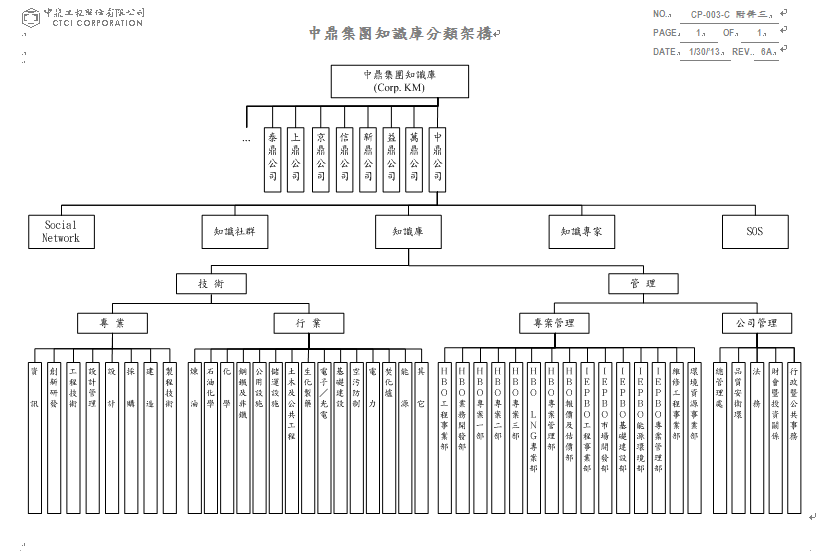 中鼎工程股份有限公司
CTCI CORPORATION
NO. CP-003-C 附件三
PAGE 1 OF 1
DATE 1/30/'13 REV.: 6A
中鼎集團知識庫分類架構
中鼎集團知識庫
(Corp. KM)
...
泰鼎公司
上鼎公司
京鼎公司
信鼎公司
新鼎公司
益鼎公司
萬鼎公司
中鼎公司
Social
Network
知識社群
知識庫
知識專家
SOS
技 術
管 理
專 業
行 業
專案管理
公司管理
資 訊
創新研發
工程技術
設計管理
設 計
採 購
建 造
製程技術
煉 油
石油化學
化 學
鋼鐵及非鐵
公用設施
儲運設施
土木及公共工程
生化製藥
電子/光電
基礎建設
空污防制
電 力
焚化爐
能 源
其 它
HBO工程事業部
HBO業務開發部
HBO專案一部
HBO專案二部
HBO專案三部
HBO LNG專案部
HBO專案管理部
HBO報價及估價部
IEPBO工程事業部
IEPBO市場開發部
IEPBO基礎建設部
IEPBO能源環境部
IEPBO專案管理部
維修工程事業部
環境資源事業部
總管理處
品質安衛環
法 務
財會暨投資關係
行政暨公共事務